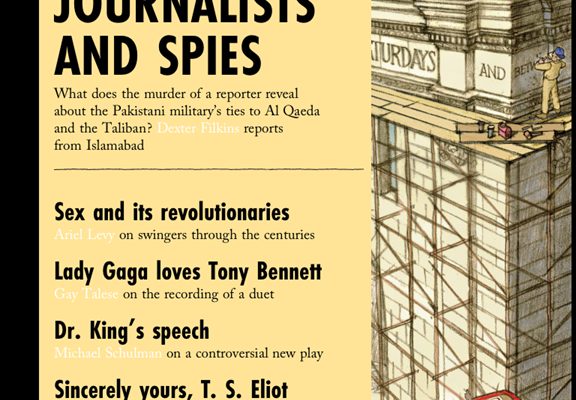 JOURNALISTS
AND SPIES
What does the murder of a reporter reveal
about the Pakistani military's ties to Al Qaeda
and the Taliban? Dexter Filkins reports
from Islamabad
Sex and its revolutionaries
Ariel Levy on swingers through the centuries
Lady Gaga loves Tony Bennett
Gay Talese on the recording of a duet
Dr. King's speech
Michael Schulman on a controversial new play
Sincerely yours, T. S. Eliot
TURDAYS
AND